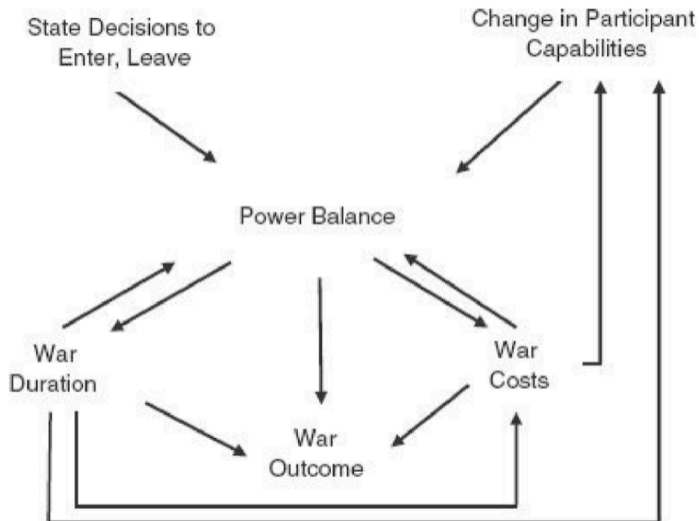 State Decisions to
Enter, Leave
Change in Participant
Capabilities
Power Balance
War
Duration
War
Costs
War
Outcome